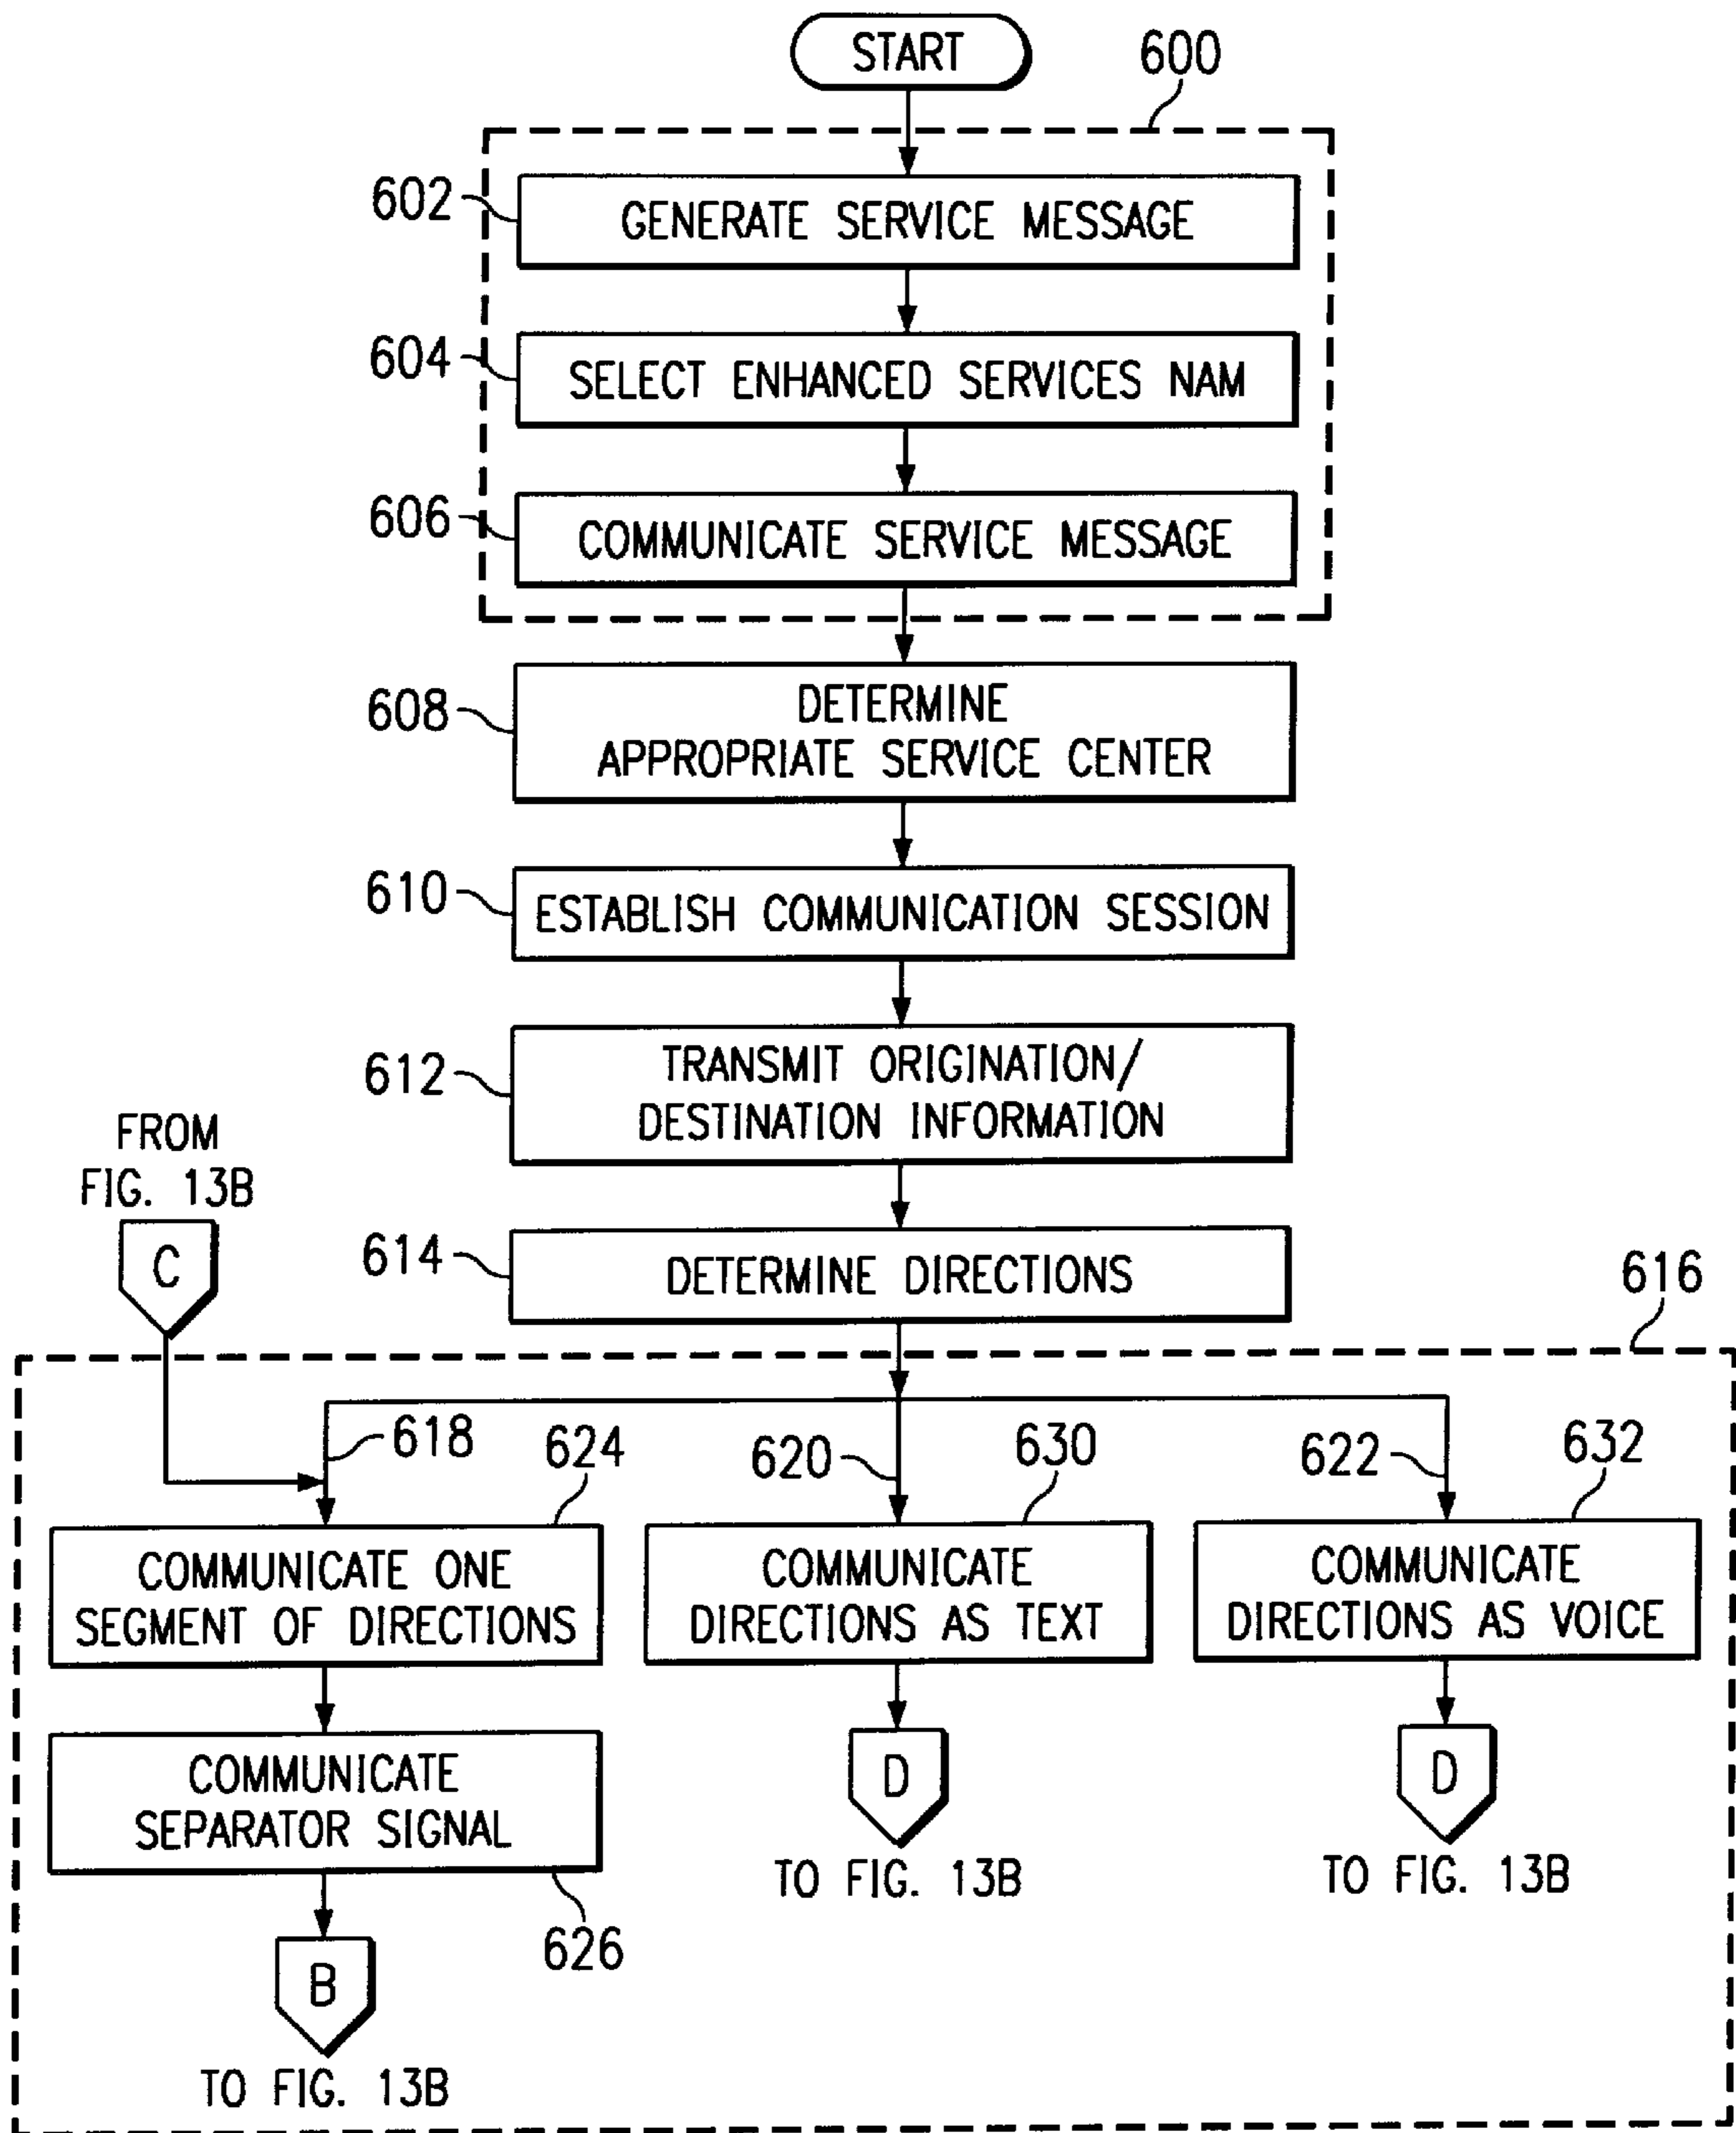 START
600
602
GENERATE SERVICE MESSAGE
604
SELECT ENHANCED SERVICES NAM
606
COMMUNICATE SERVICE MESSAGE
608
DETERMINE
APPROPRIATE SERVICE CENTER
610
ESTABLISH COMMUNICATION SESSION
612
TRANSMIT ORIGINATION/
DESTINATION INFORMATION
FROM
FIG. 13B
C
614
DETERMINE DIRECTIONS
616
618
624
620
630
622
632
COMMUNICATE ONE
SEGMENT OF DIRECTIONS
COMMUNICATE
DIRECTIONS AS TEXT
COMMUNICATE
DIRECTIONS AS VOICE
COMMUNICATE
SEPARATOR SIGNAL
626
D
TO FIG. 13B
D
TO FIG. 13B
B
TO FIG. 13B